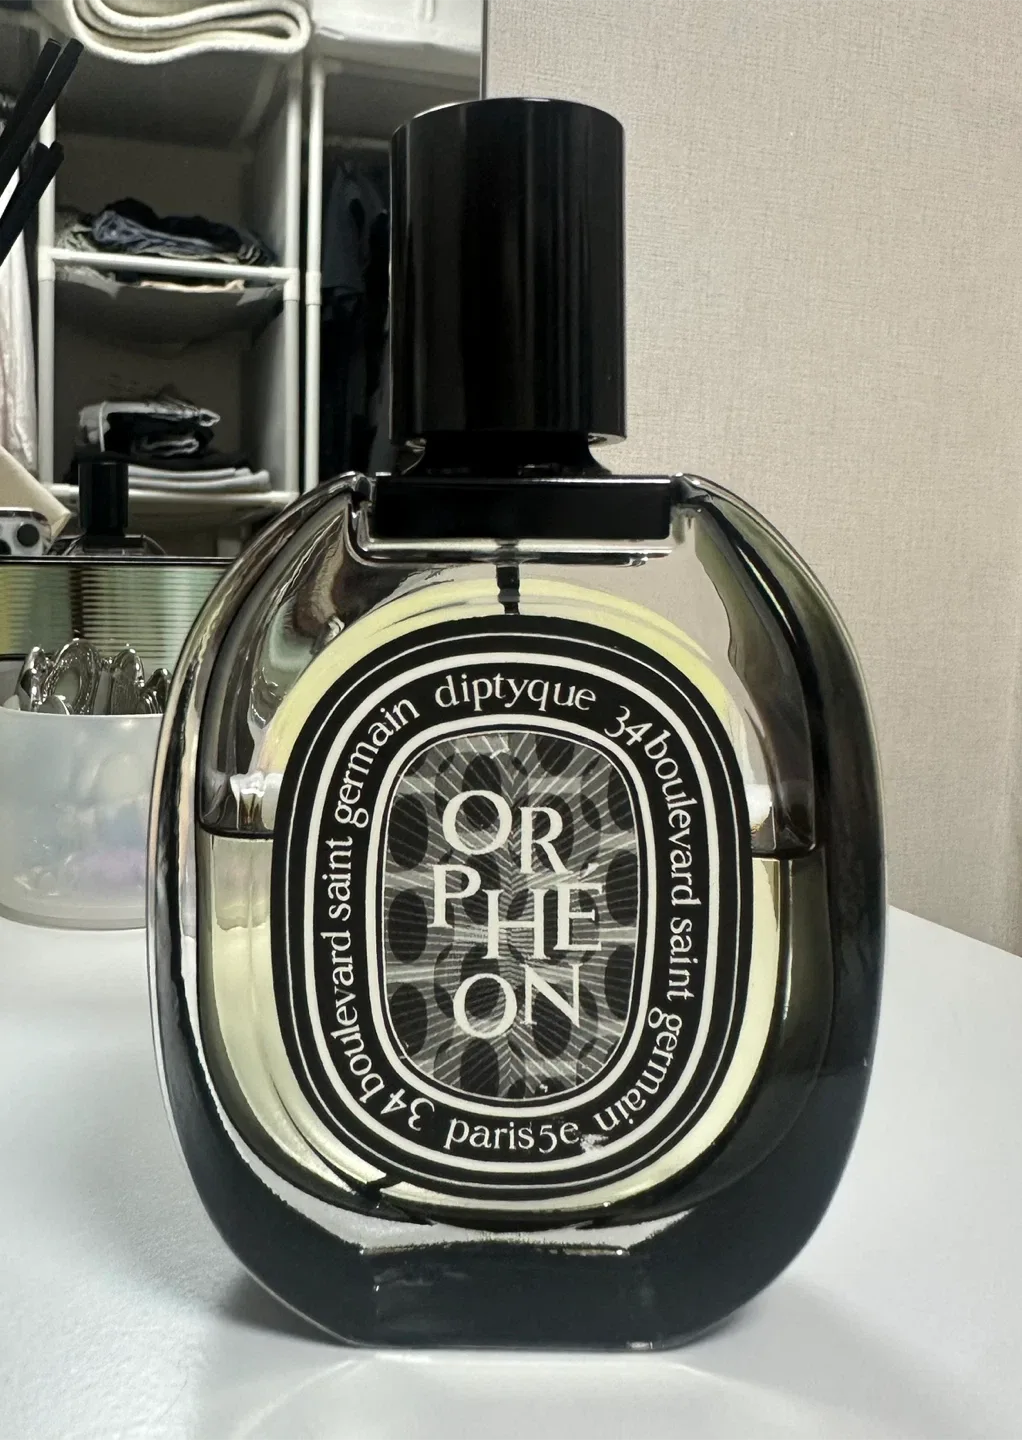 diptyque
34 boulevard saint germain
paris5e
34 boulevard saint germain
OR
PHÉ
ON